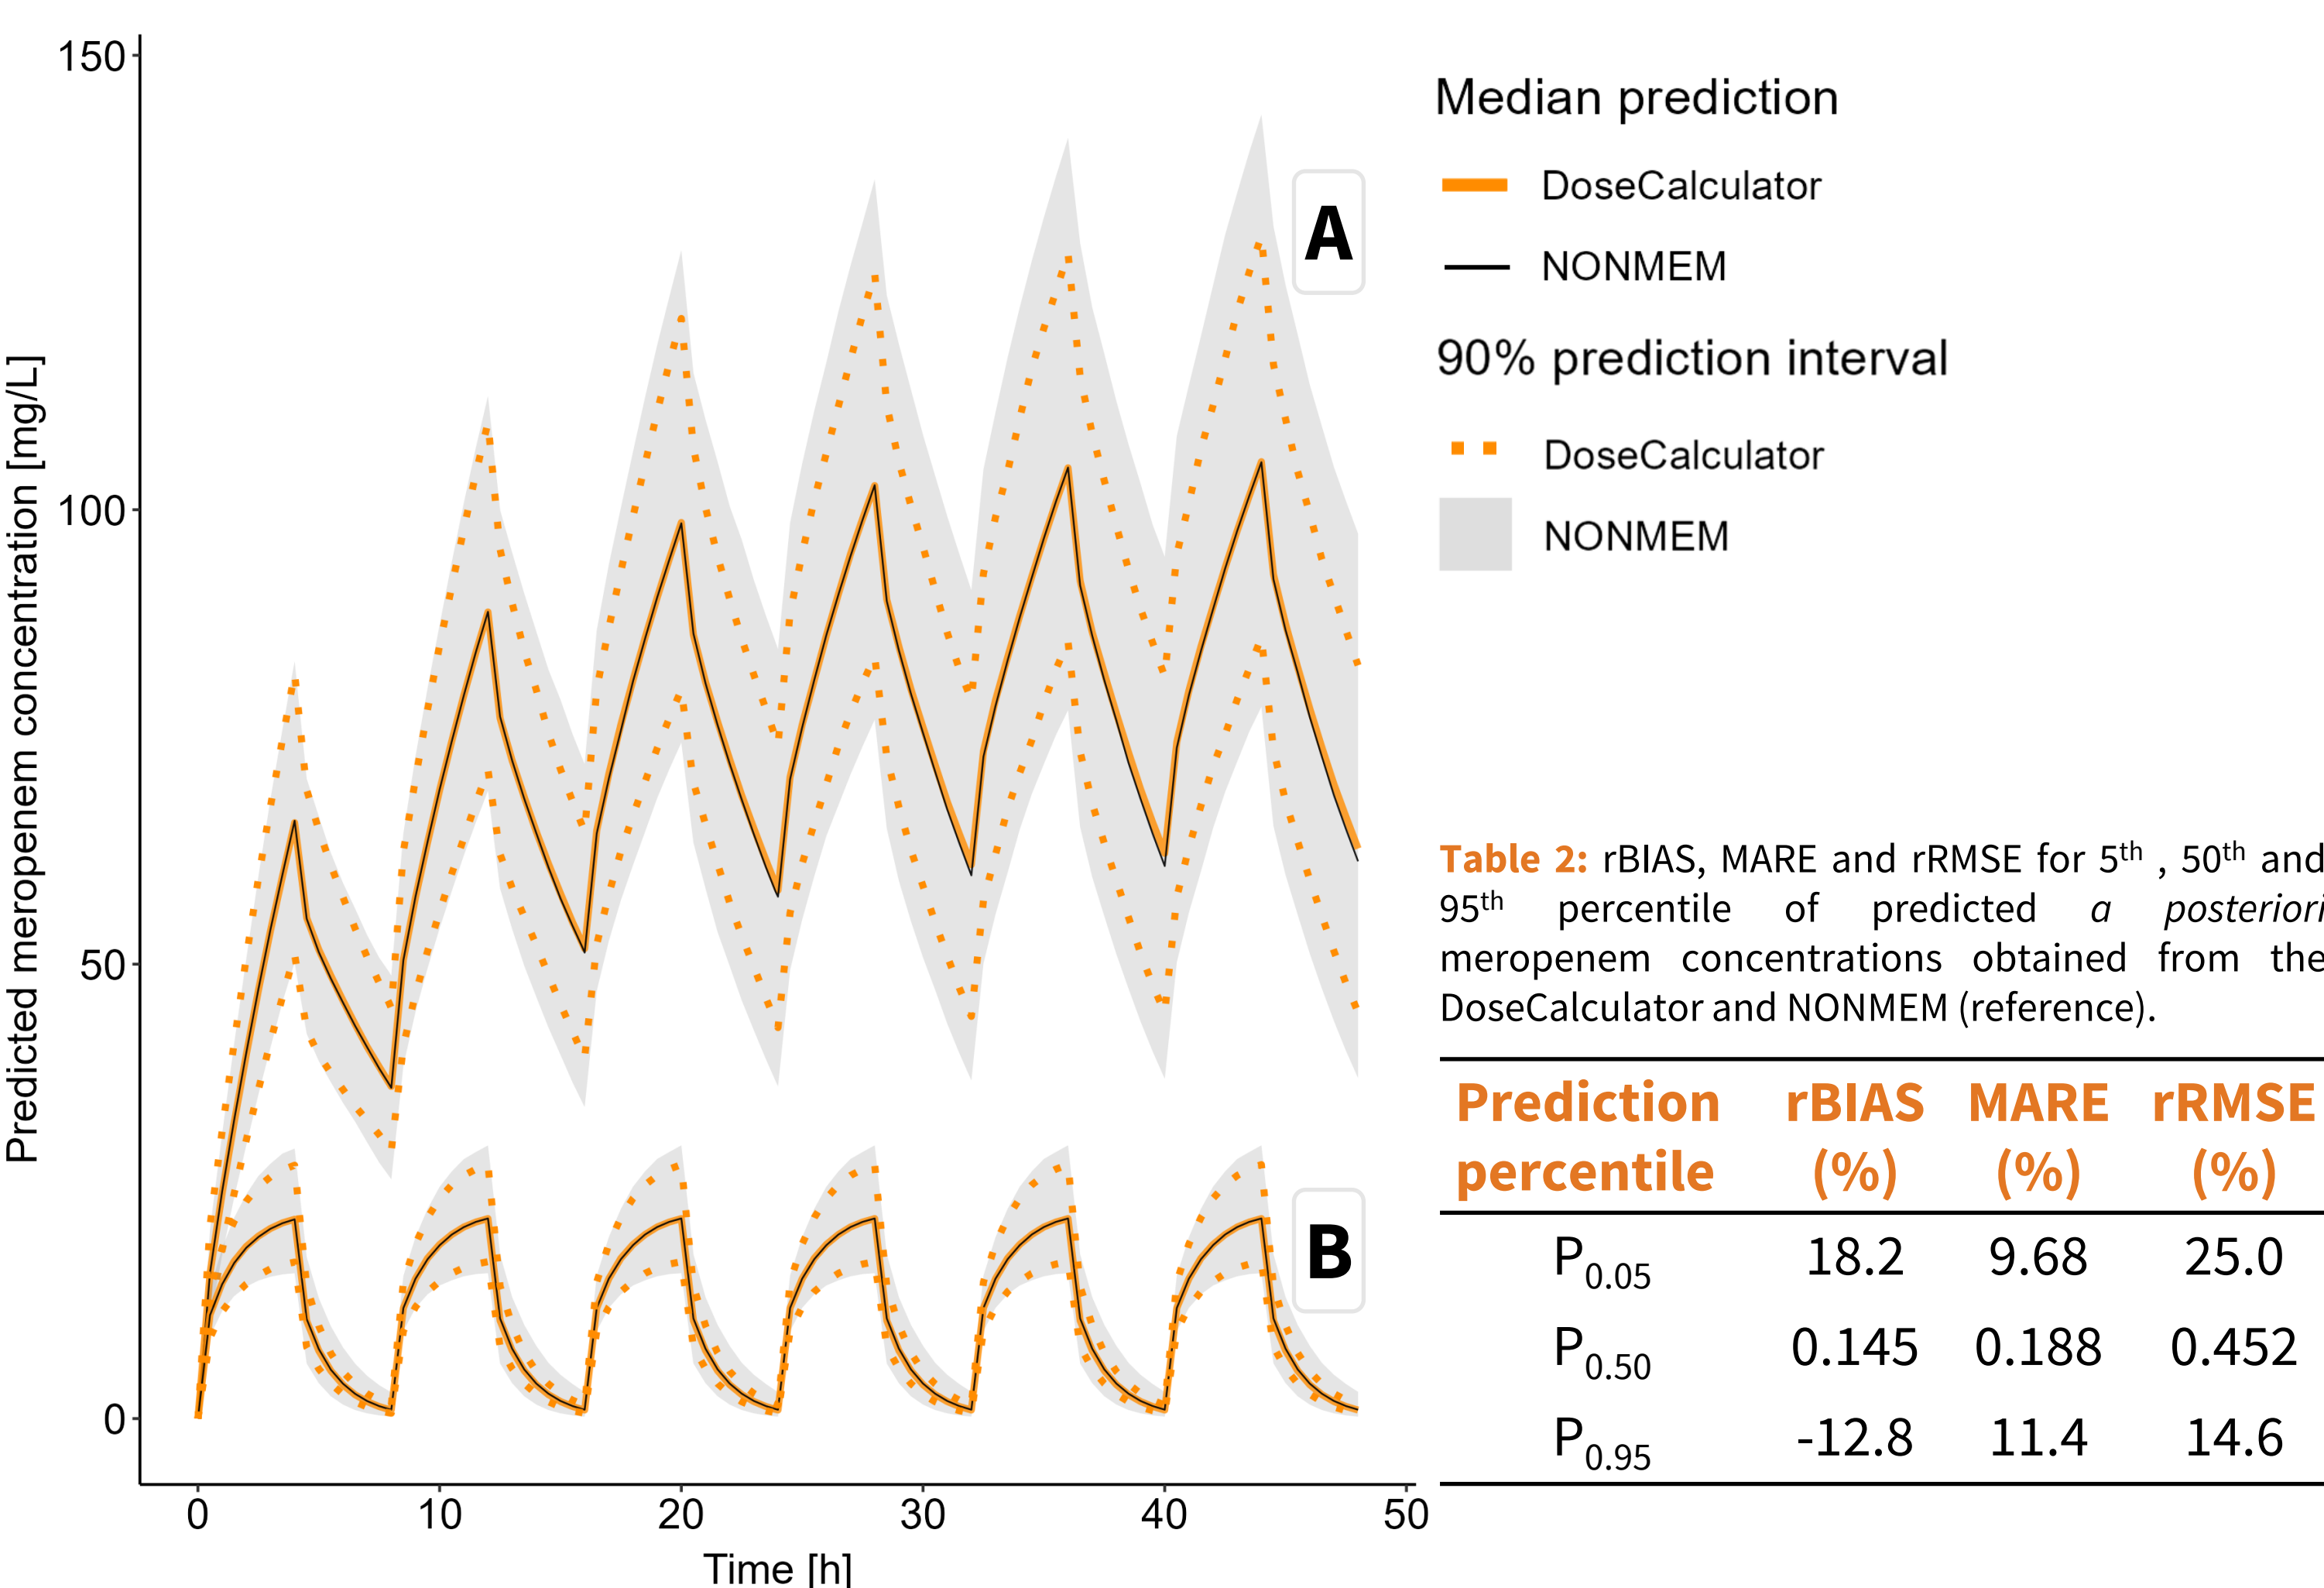 Predicted meropenem concentration [mg/L]
150
100
50
0
0 10 20 30 40 50
Time [h]
A
B
Median prediction
DoseCalculator
NONMEM
90% prediction interval
DoseCalculator
NONMEM
Table 2: rBIAS, MARE and rRMSE for 5th , 50th and
95th percentile of predicted a posteriori
meropenem concentrations obtained from the
DoseCalculator and NONMEM (reference).
Prediction rBIAS MARE rRMSE
percentile (%) (%) (%)
P0.05 18.2 9.68 25.0
P0.50 0.145 0.188 0.452
P0.95 -12.8 11.4 14.6